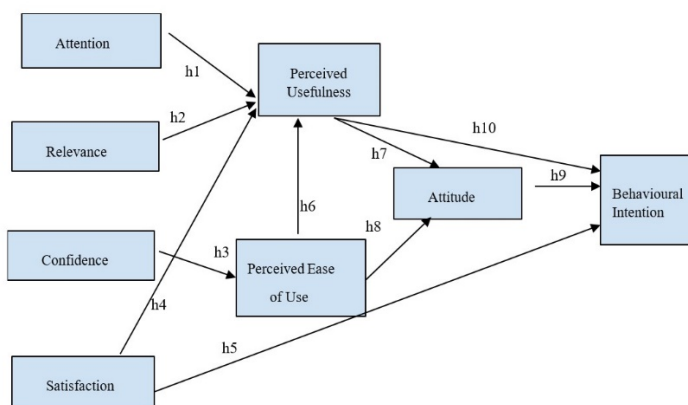 Attention
h1
Perceived
Usefulness
h2
Relevance
h10
h7
h9
Attitude
Behavioural
Intention
h6
h8
h3
Confidence
Perceived Ease
of Use
h4
h5
Satisfaction